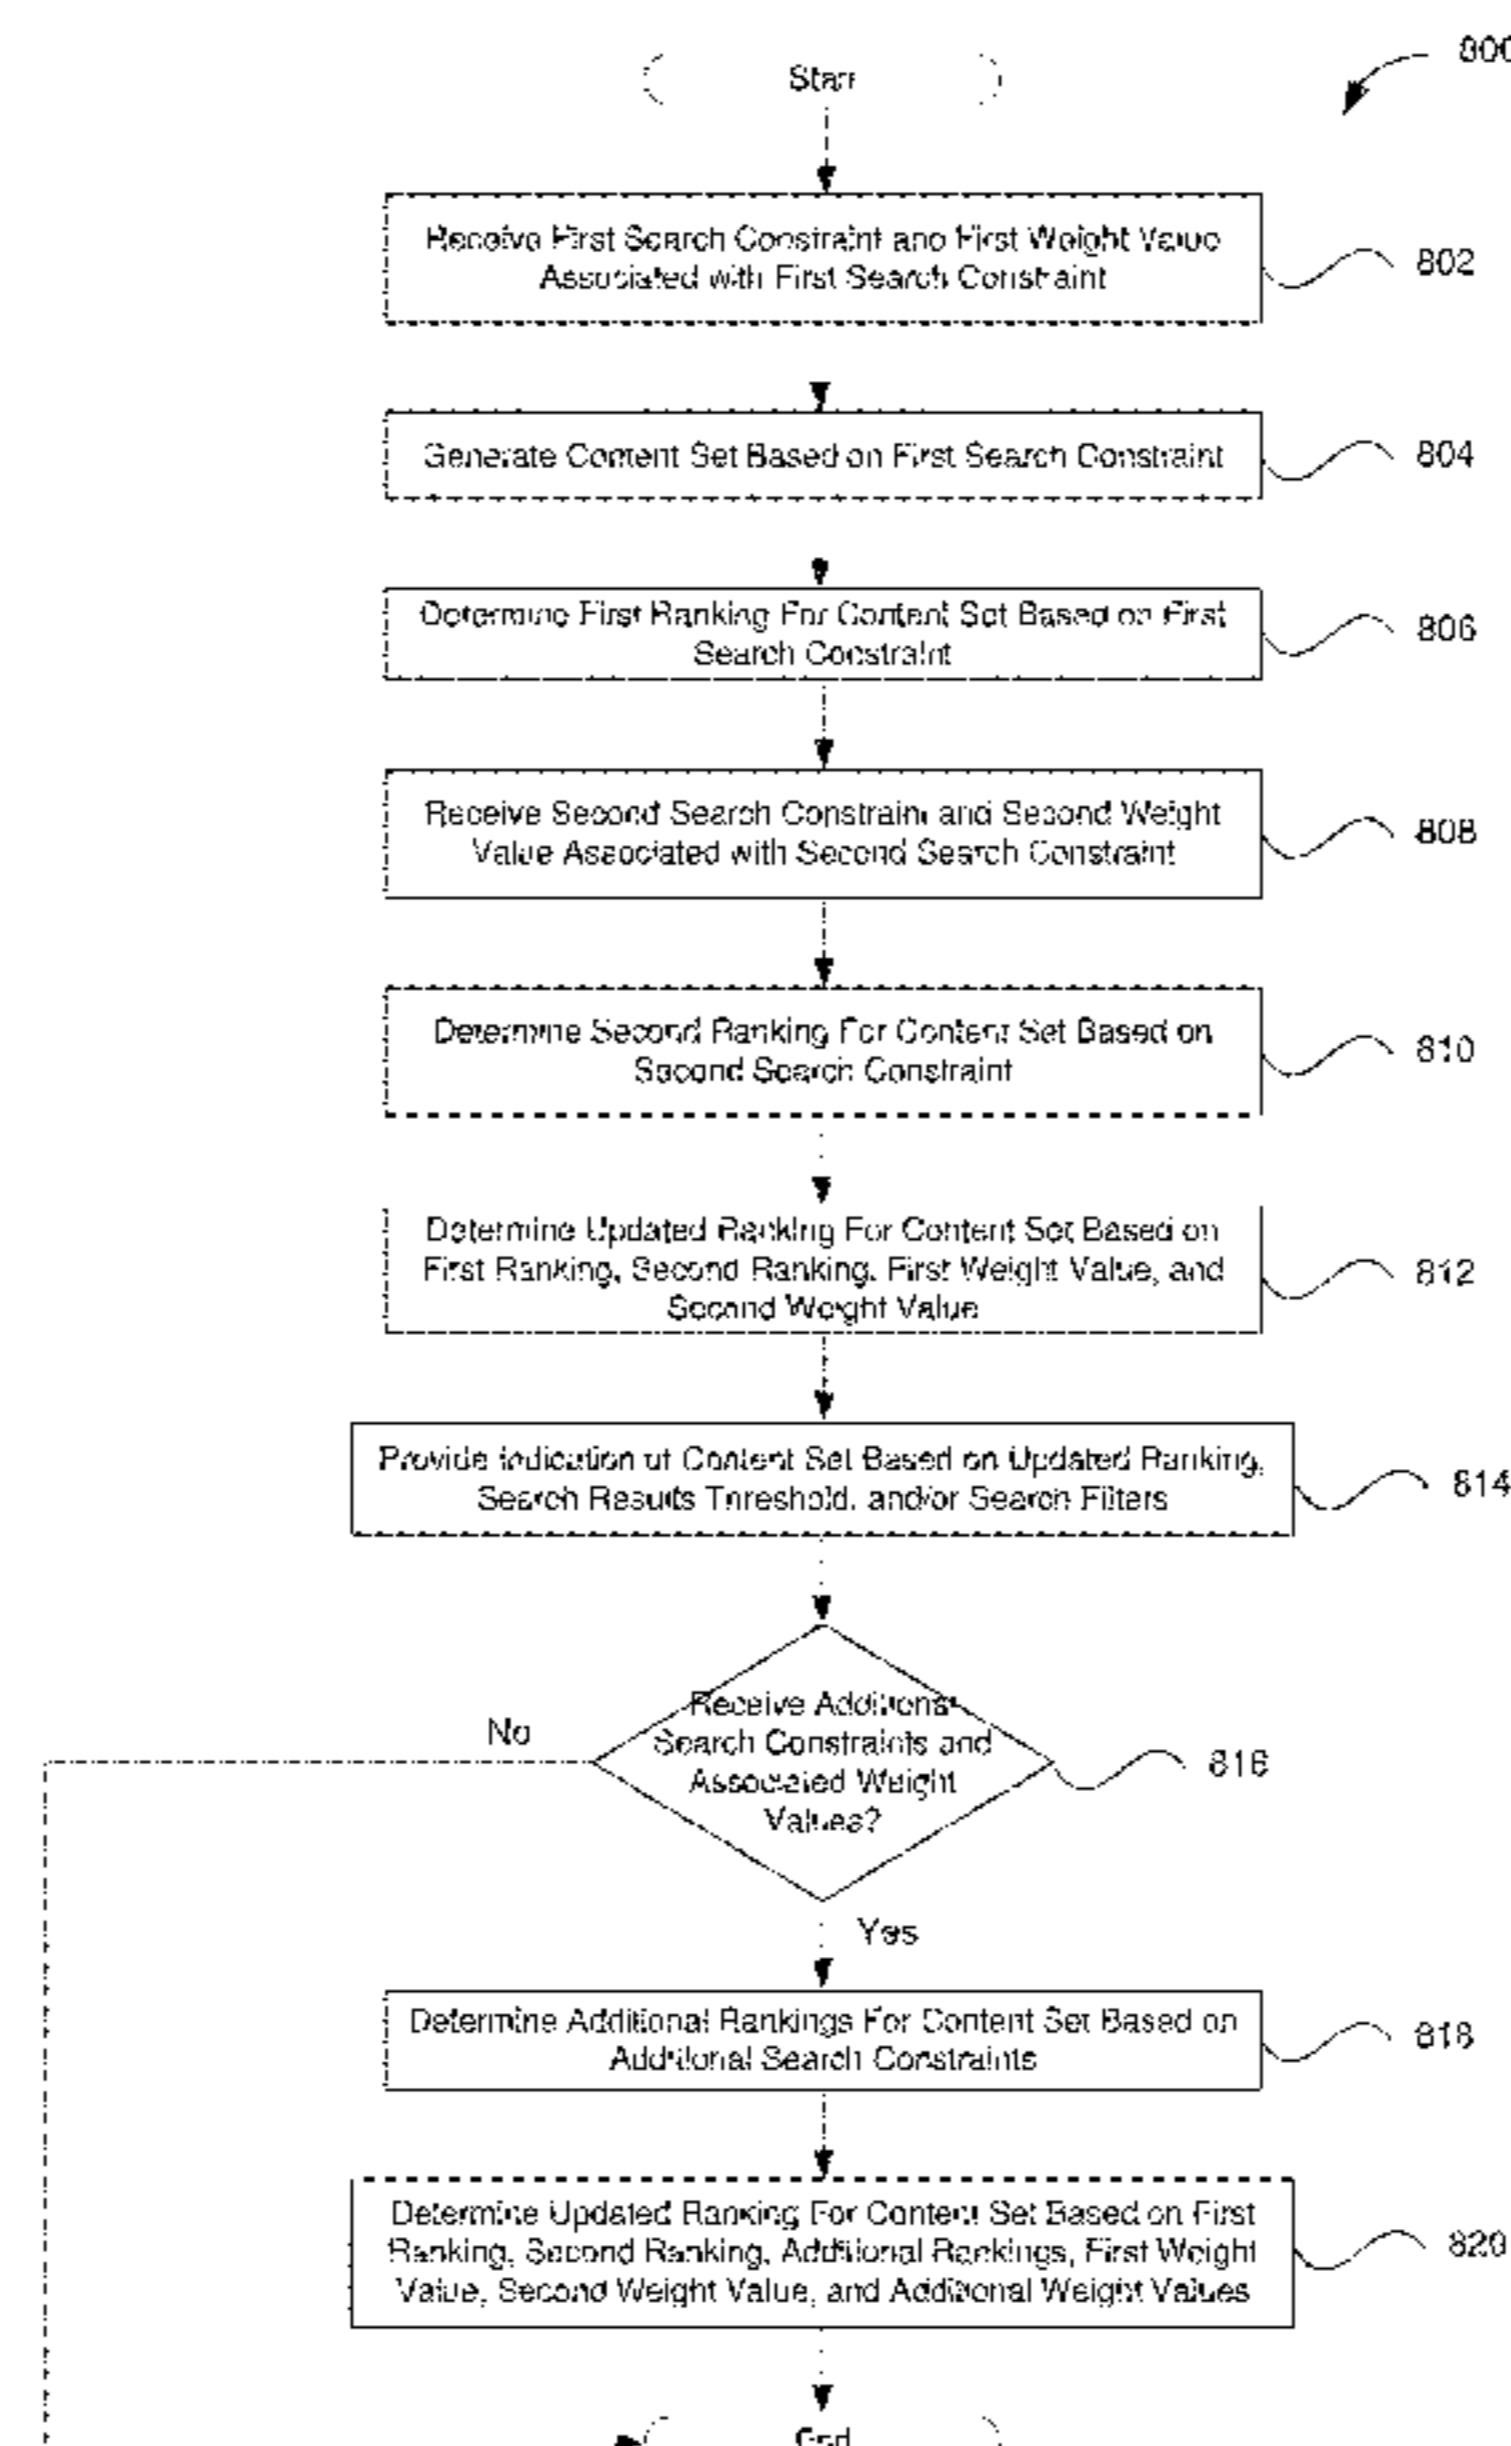 Start
800
Receive First Search Constraint and First Weight Value
Associated with First Search Constraint
802
Generate Content Set Based on First Search Constraint
804
Determine First Ranking For Content Set Based on First
Search Constraint
806
Receive Second Search Constraint and Second Weight
Value Associated with Second Search Constraint
808
Determine Second Ranking For Content Set Based on
Second Search Constraint
810
Determine Updated Ranking For Content Set Based on
First Ranking, Second Ranking, First Weight Value, and
Second Weight Value
812
Provide Indication of Content Set Based on Updated Ranking,
Search Results Threshold, and/or Search Filters
814
Receive Additional
Search Constraints and
Associated Weight
Values?
816
No
Yes
Determine Additional Rankings For Content Set Based on
Additional Search Constraints
818
Determine Updated Ranking For Content Set Based on First
Ranking, Second Ranking, Additional Rankings, First Weight
Value, Second Weight Value, and Additional Weight Values
820
End